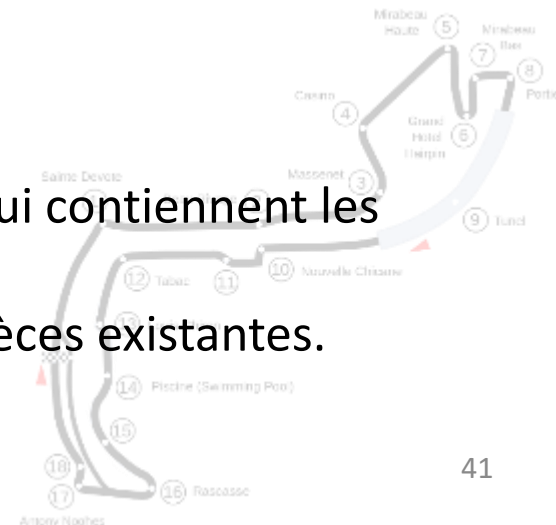 Mirabeau
Haute
5
Mirabeau
Bas
7
8
Portier
Casino
4
Grand
Hotel
Hairpin
6
Massenet
3
Sainte Devote
ui contiennent les
9
Tunel
10
Nouvelle Chicane
12
Tabac
11
13
èces existantes.
14
Piscine (Swimming Pool)
15
18
17
16
Rascasse
Antony Noghes
41